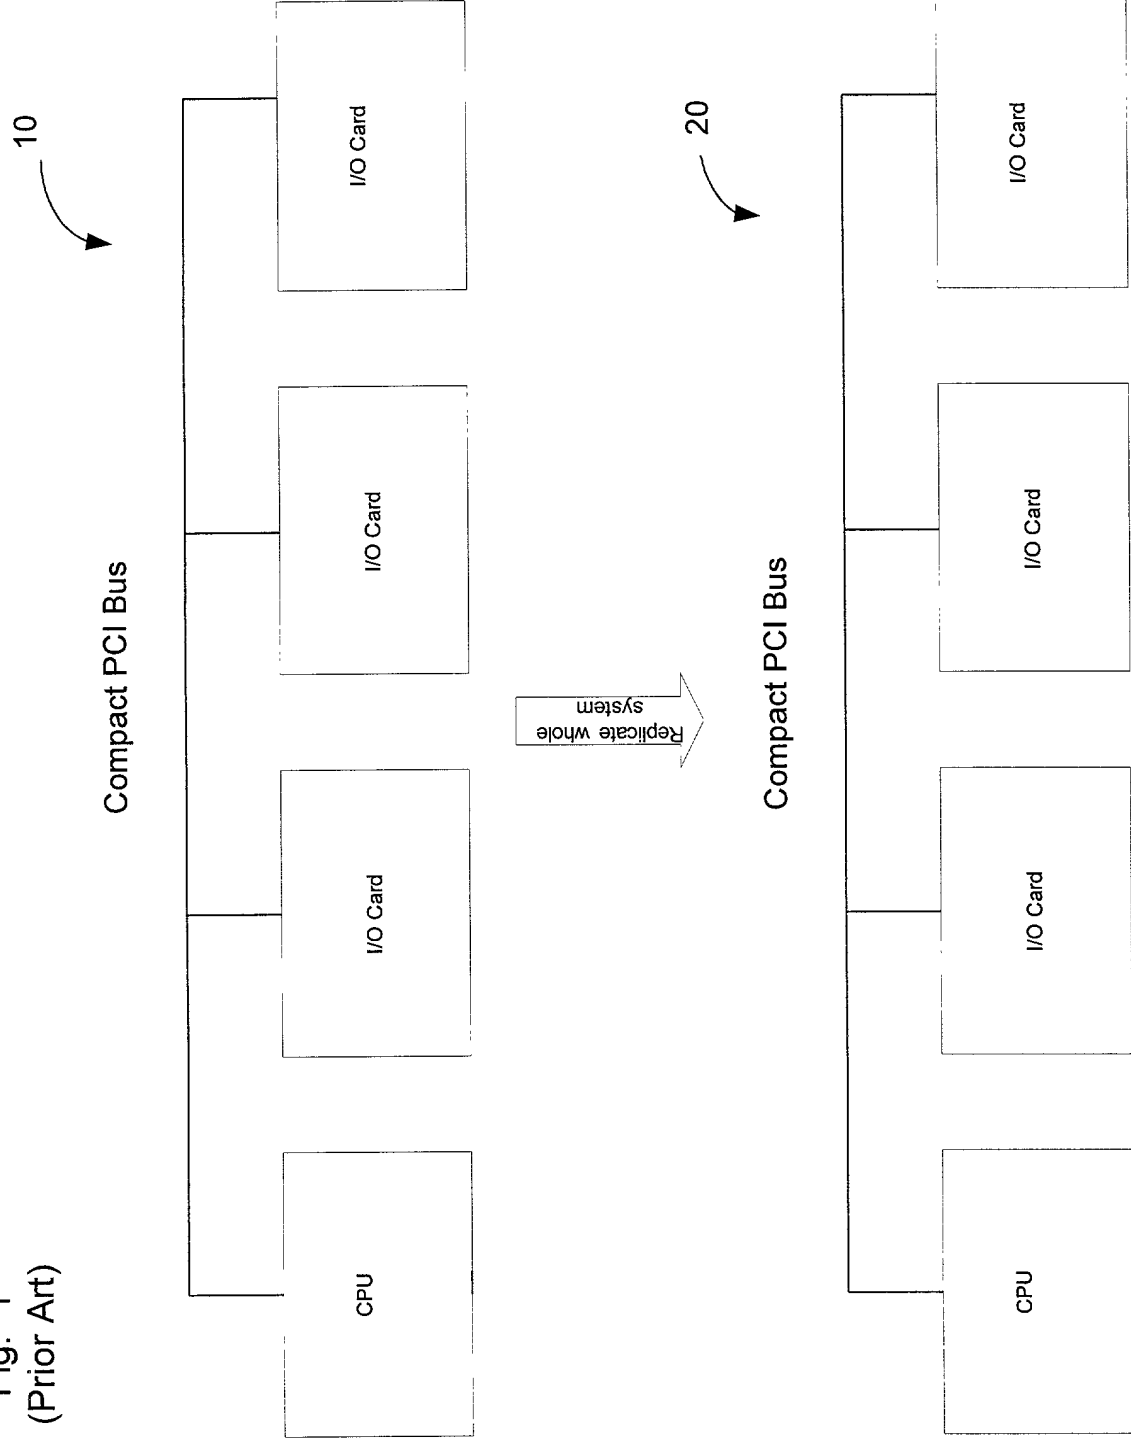 Fig. 1
(Prior Art)
10
Compact PCI Bus
CPU
I/O Card
I/O Card
I/O Card
Replicate whole
system
20
Compact PCI Bus
CPU
I/O Card
I/O Card
I/O Card